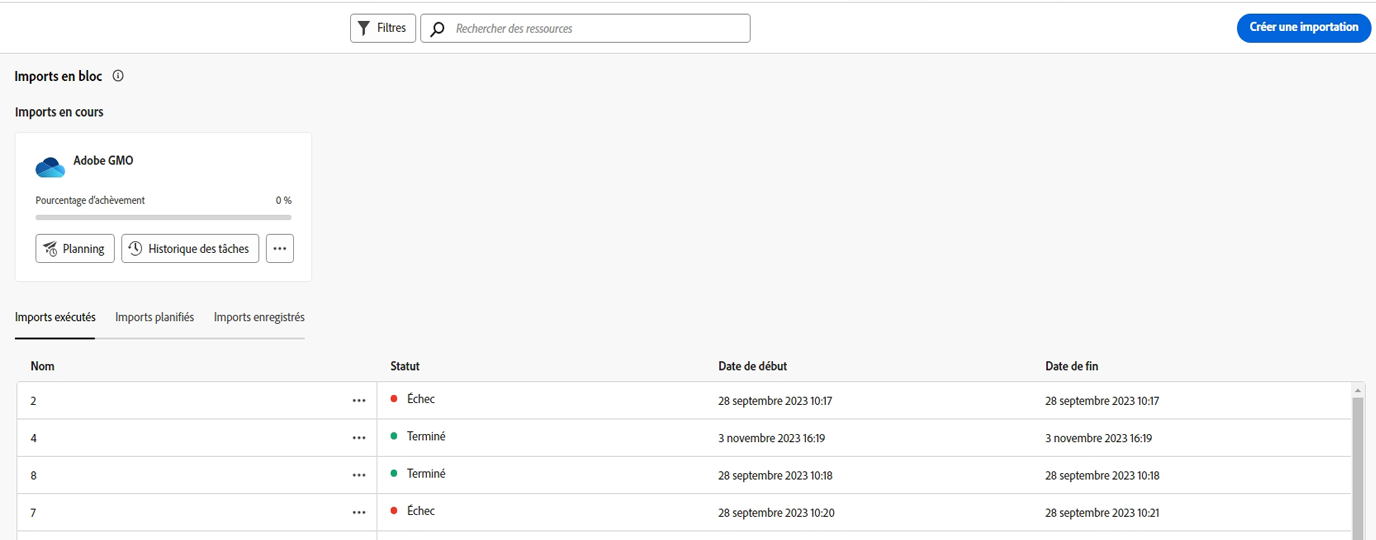 Filtres Rechercher des ressources Créer une importation
Imports en bloc
Imports en cours
Adobe GMO
Pourcentage d'achèvement 0 %
Planning Historique des tâches
Imports exécutés Imports planifiés Imports enregistrés
Nom Statut Date de début Date de fin
2 Échec 28 septembre 2023 10:17 28 septembre 2023 10:17
4 Terminé 3 novembre 2023 16:19 3 novembre 2023 16:19
8 Terminé 28 septembre 2023 10:18 28 septembre 2023 10:18
7 Échec 28 septembre 2023 10:20 28 septembre 2023 10:21